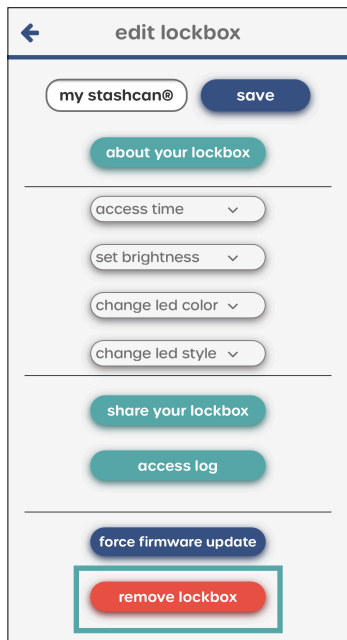 edit lockbox
my stashcan®
save
about your lockbox
access time
set brightness
change led color
change led style
share your lockbox
access log
force firmware update
remove lockbox